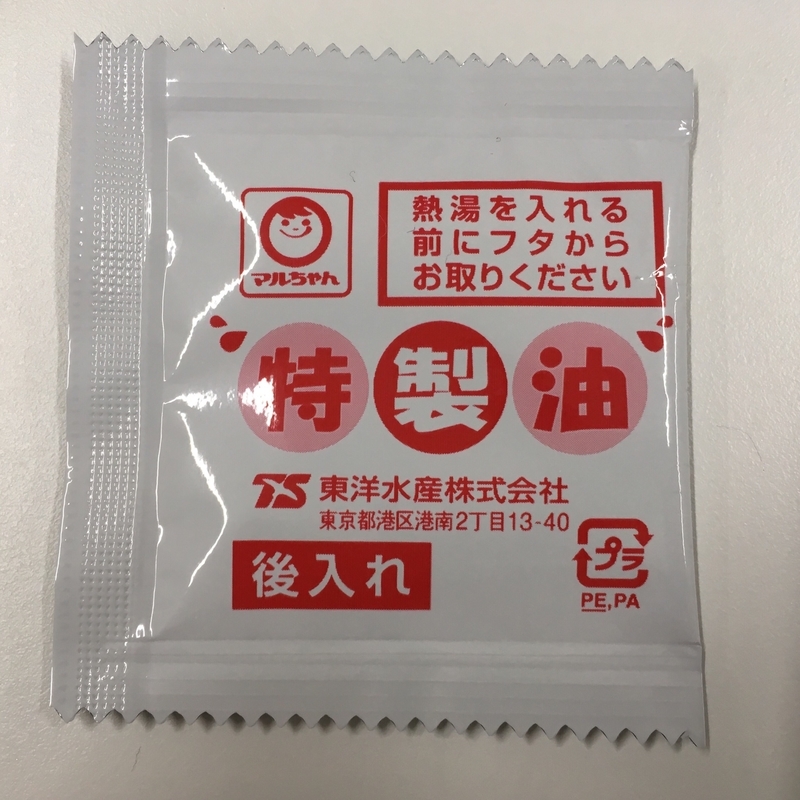 マルちゃん
熱湯を入れる
前にフタから
お取りください
特製油
TS 東洋水産株式会社
東京都港区港南2丁目13-40
後入れ
プラ
PE,PA